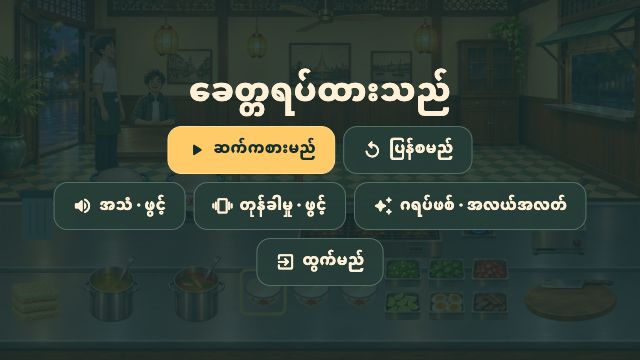 ခေတ္တရပ်ထားသည်
ဆက်ကစားမည်
ပြန်စမည်
အသံ · ဖွင့်
တုန်ခါမှု · ဖွင့်
ဂရပ်ဖစ် · အလယ်အလတ်
ထွက်မည်